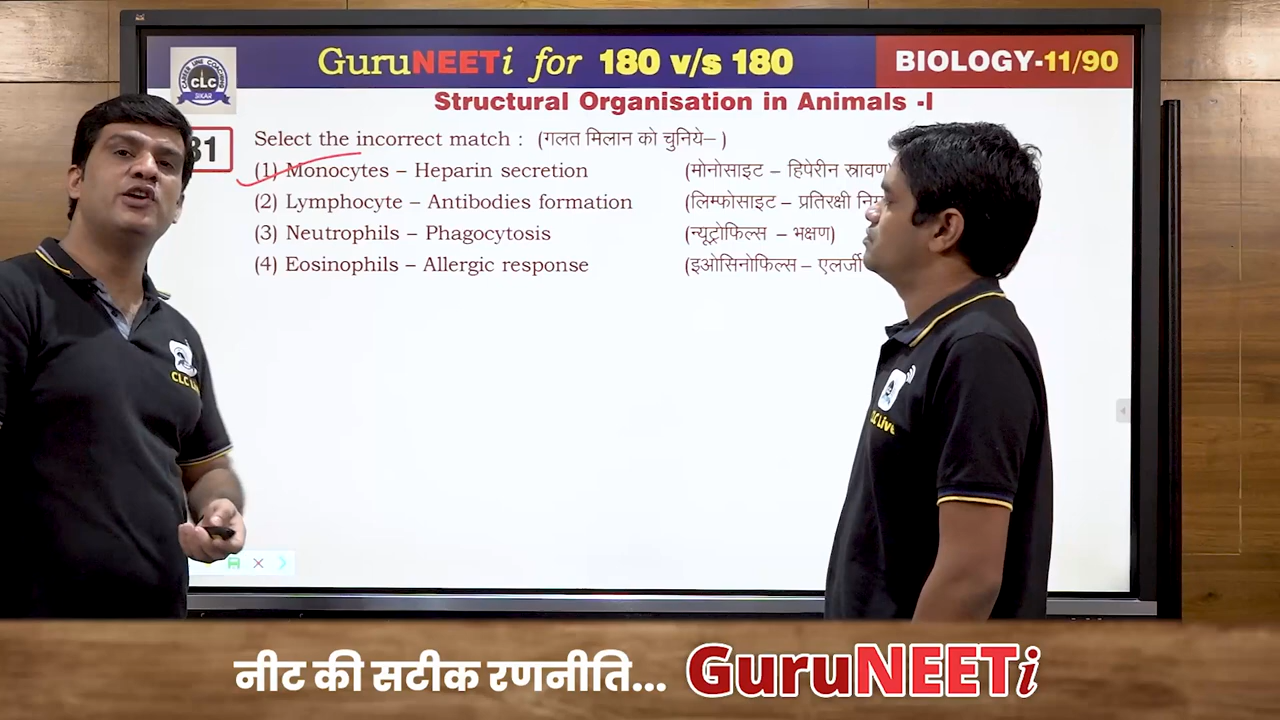 GuruNEETi for 180 v/s 180
BIOLOGY-11/90
CLC
SIKAR
Structural Organisation in Animals -I
31 Select the incorrect match : (गलत मिलान को चुनिये– )
(1) Monocytes – Heparin secretion (मोनोसाइट – हिपेरीन स्रावण
(2) Lymphocyte – Antibodies formation (लिम्फोसाइट – प्रतिरक्षी
(3) Neutrophils – Phagocytosis (न्यूट्रोफिल्स – भक्षण)
(4) Eosinophils – Allergic response (इओसिनोफिल्स – एलर्जी
नीट की सटीक रणनीति... GuruNEETi